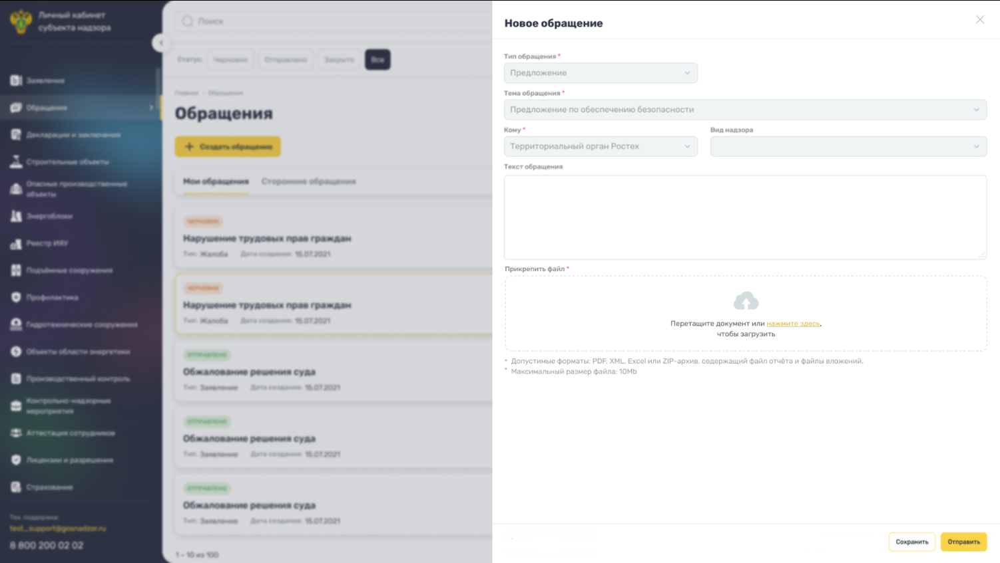 Личный кабинет
субъекта надзора
Заявления
Обращения
Декларации и заключения
Строительные объекты
Опасные производственные
объекты
Энергоблоки
Реестр ИЯУ
Подъёмные сооружения
Профилактика
Гидротехнические сооружения
Объекты области энергетики
Производственный контроль
Контрольно-надзорные
мероприятия
Аттестация сотрудников
Лицензии и разрешения
Страхование
Тех. поддержка:
test_support@gosnadzor.ru
8 800 200 02 02
Поиск
Статус: Черновик Отправлено Закрыто Все
Главная - Обращения
Обращения
+ Создать обращение
Мои обращения Сторонние обращения
ЧЕРНОВИК
Нарушение трудовых прав граждан
Тип: Жалоба Дата создания: 15.07.2021
ЧЕРНОВИК
Нарушение трудовых прав граждан
Тип: Жалоба Дата создания: 15.07.2021
ОТПРАВЛЕНО
Обжалование решения суда
Тип: Заявление Дата создания: 15.07.2021
ОТПРАВЛЕНО
Обжалование решения суда
Тип: Заявление Дата создания: 15.07.2021
ОТПРАВЛЕНО
Обжалование решения суда
Тип: Заявление Дата создания: 15.07.2021
1 - 10 из 100
Новое обращение
Тип обращения *
Предложение
Тема обращения *
Предложение по обеспечению безопасности
Кому * Вид надзора
Территориальный орган Ростех
Текст обращения
Прикрепить файл *
Перетащите документ или нажмите здесь,
чтобы загрузить
* Допустимые форматы: PDF, XML, Excel или ZIP-архив, содержащий файл отчёта и файлы вложений.
* Максимальный размер файла: 10Mb
Сохранить Отправить